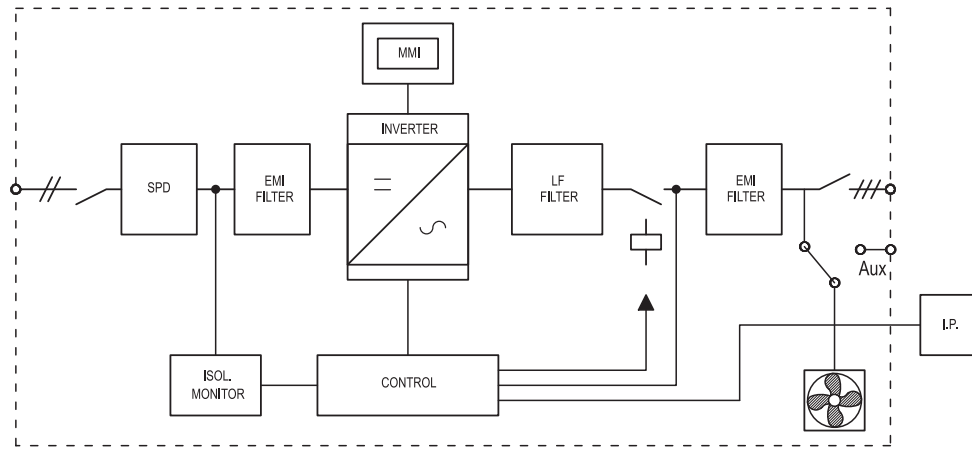 MMI
INVERTER
SPD
EMI
FILTER
LF
FILTER
EMI
FILTER
Aux
I.P.
ISOL.
MONITOR
CONTROL